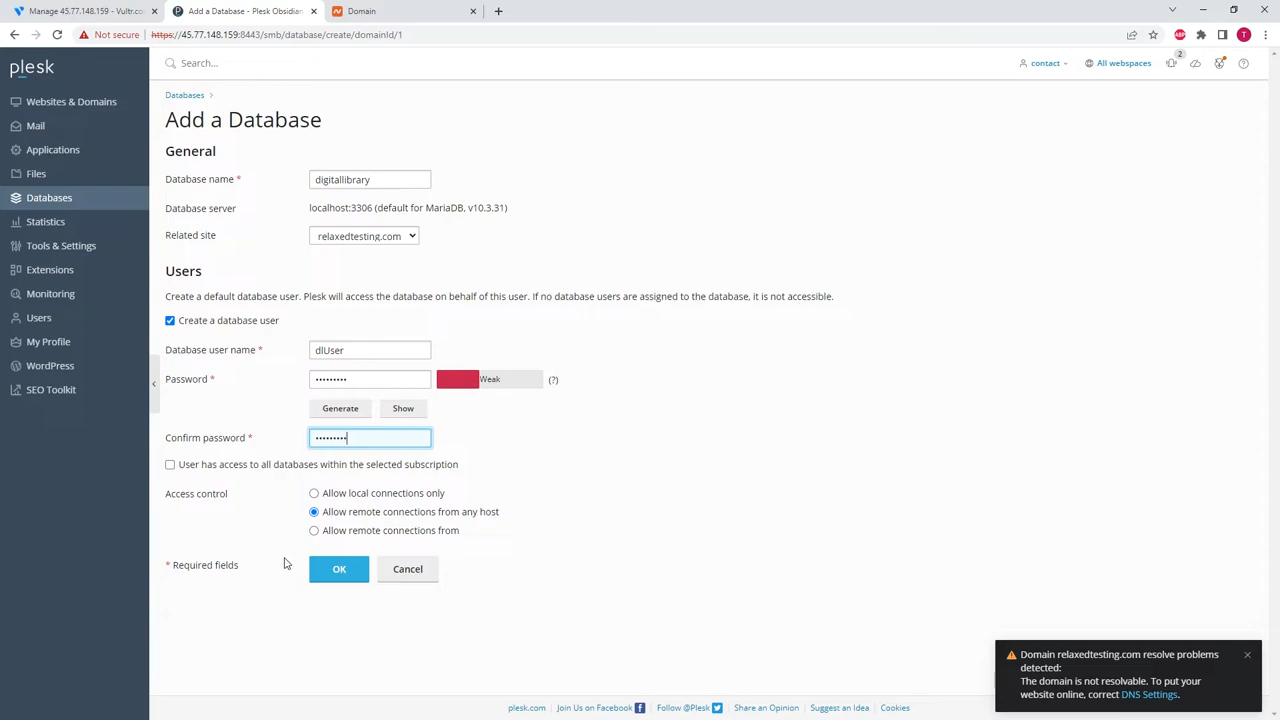 Manage 45.77.148.159 - Vultr.co
Add a Database - Plesk Obsidian
Domain
Not secure
https://45.77.148.159:8443/smb/database/create/domainId/1
ABP
T
plesk
Search...
contact
All webspaces
2
Websites & Domains
Mail
Applications
Files
Databases
Statistics
Tools & Settings
Extensions
Monitoring
Users
My Profile
WordPress
SEO Toolkit
Databases >
Add a Database
General
Database name * digitallibrary
Database server localhost:3306 (default for MariaDB, v10.3.31)
Related site relaxedtesting.com
Users
Create a default database user. Plesk will access the database on behalf of this user. If no database users are assigned to the database, it is not accessible.
Create a database user
Database user name * dlUser
Password * ••••••••• Weak (?)
Generate Show
Confirm password * •••••••••
User has access to all databases within the selected subscription
Access control Allow local connections only
Allow remote connections from any host
Allow remote connections from
* Required fields OK Cancel
Domain relaxedtesting.com resolve problems
detected:
The domain is not resolvable. To put your
website online, correct DNS Settings.
plesk.com Join Us on Facebook Follow @Plesk Share an Opinion Suggest an Idea Cookies